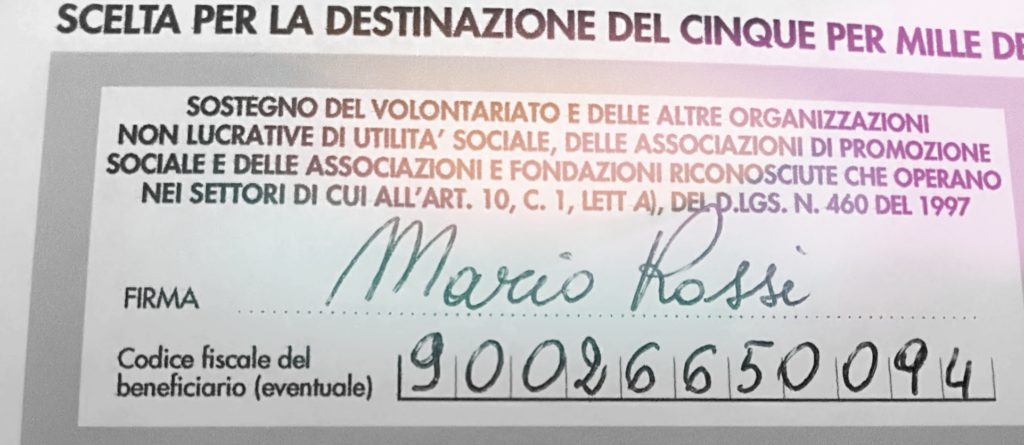 SCELTA PER LA DESTINAZIONE DEL CINQUE PER MILLE DE
SOSTEGNO DEL VOLONTARIATO E DELLE ALTRE ORGANIZZAZIONI
NON LUCRATIVE DI UTILITA' SOCIALE, DELLE ASSOCIAZIONI DI PROMOZIONE
SOCIALE E DELLE ASSOCIAZIONI E FONDAZIONI RICONOSCIUTE CHE OPERANO
NEI SETTORI DI CUI ALL'ART. 10, C. 1, LETT A), DEL D.LGS. N. 460 DEL 1997
FIRMA Mario Rossi
Codice fiscale del
beneficiario (eventuale) 90026650094